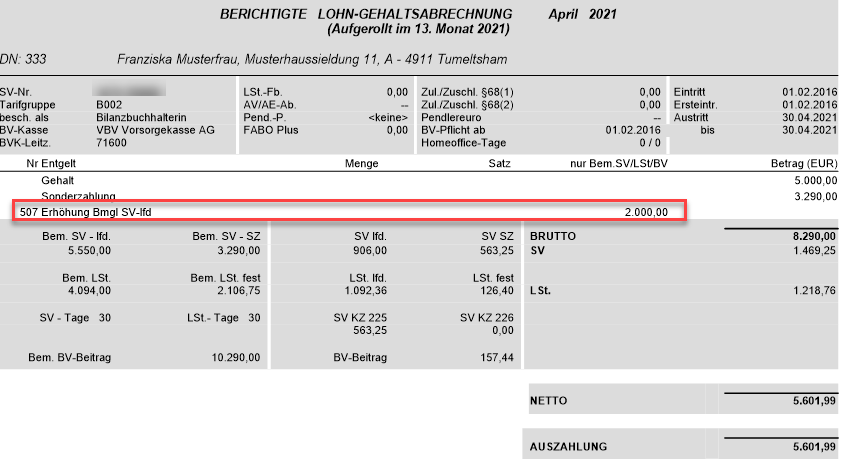 BERICHTIGTE LOHN-GEHALTSABRECHNUNG April 2021
(Aufgerollt im 13. Monat 2021)
DN: 333 Franziska Musterfrau, Musterhaussieldung 11, A - 4911 Tumeltsham
SV-Nr. LSt.-Fb. 0,00 Zul./Zuschl. §68(1) 0,00 Eintritt 01.02.2016
Tarifgruppe B002 AV/AE-Ab. -- Zul./Zuschl. §68(2) 0,00 Ersteintr. 01.02.2016
besch. als Bilanzbuchhalterin Pend.-P. <keine> Pendlereuro -- Austritt 30.04.2021
BV-Kasse VBV Vorsorgekasse AG FABO Plus 0,00 BV-Pflicht ab 01.02.2016 bis 30.04.2021
BVK-Leitz. 71600 Homeoffice-Tage 0 / 0
Nr Entgelt Menge Satz nur Bem.SV/LSt/BV Betrag (EUR)
Gehalt 5.000,00
Sonderzahlung 3.290,00
507 Erhöhung Bmgl SV-lfd 2.000,00
Bem. SV - lfd. Bem. SV - SZ SV lfd. SV SZ BRUTTO 8.290,00
5.550,00 3.290,00 906,00 563,25 SV 1.469,25
Bem. LSt. Bem. LSt. fest LSt. lfd. LSt. fest
4.094,00 2.106,75 1.092,36 126,40 LSt. 1.218,76
SV - Tage 30 LSt.- Tage 30 SV KZ 225 SV KZ 226
563,25 0,00
Bem. BV-Beitrag 10.290,00 BV-Beitrag 157,44
NETTO 5.601,99
AUSZAHLUNG 5.601,99